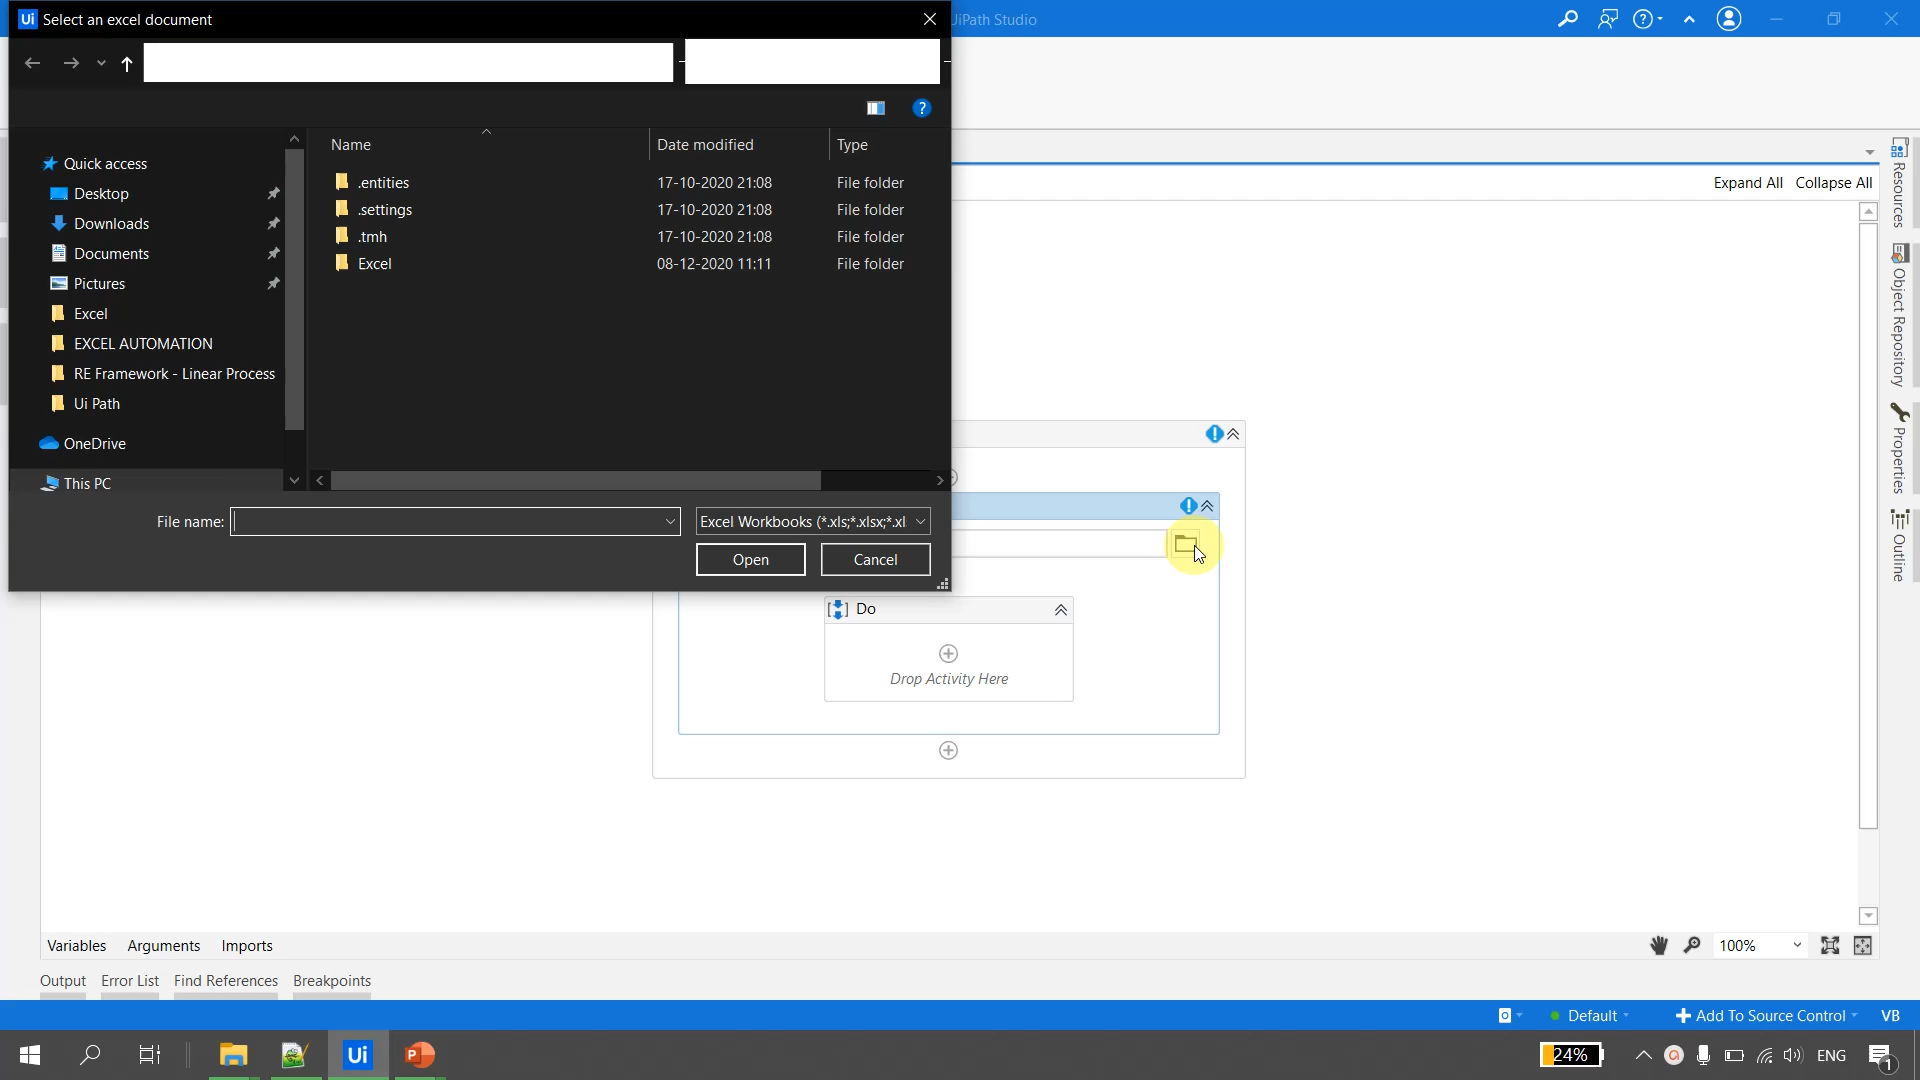 Ui Select an excel document
UiPath Studio
Name Date modified Type
Quick access
Desktop
Downloads
Documents
Pictures
Excel
EXCEL AUTOMATION
RE Framework - Linear Process
Ui Path
OneDrive
This PC
.entities 17-10-2020 21:08 File folder
.settings 17-10-2020 21:08 File folder
.tmh 17-10-2020 21:08 File folder
Excel 08-12-2020 11:11 File folder
File name: Excel Workbooks (*.xls;*.xlsx;*.xl
Open Cancel
Expand All Collapse All
Resources
Object Repository
Properties
Outline
Do
Drop Activity Here
Variables Arguments Imports 100%
Output Error List Find References Breakpoints
Default Add To Source Control VB
Ui P 24% ENG 1